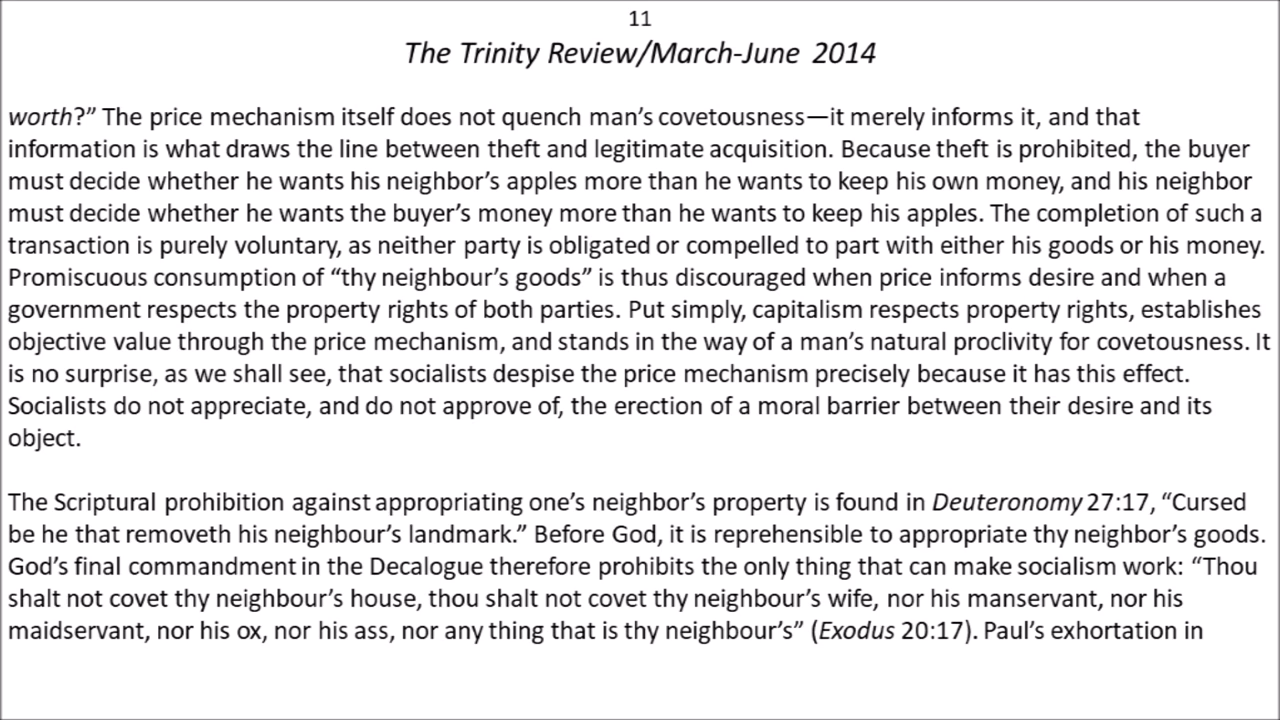 11
The Trinity Review/March-June 2014
worth?” The price mechanism itself does not quench man’s covetousness—it merely informs it, and that
information is what draws the line between theft and legitimate acquisition. Because theft is prohibited, the buyer
must decide whether he wants his neighbor’s apples more than he wants to keep his own money, and his neighbor
must decide whether he wants the buyer’s money more than he wants to keep his apples. The completion of such a
transaction is purely voluntary, as neither party is obligated or compelled to part with either his goods or his money.
Promiscuous consumption of “thy neighbour’s goods” is thus discouraged when price informs desire and when a
government respects the property rights of both parties. Put simply, capitalism respects property rights, establishes
objective value through the price mechanism, and stands in the way of a man’s natural proclivity for covetousness. It
is no surprise, as we shall see, that socialists despise the price mechanism precisely because it has this effect.
Socialists do not appreciate, and do not approve of, the erection of a moral barrier between their desire and its
object.
The Scriptural prohibition against appropriating one’s neighbor’s property is found in Deuteronomy 27:17, “Cursed
be he that removeth his neighbour’s landmark.” Before God, it is reprehensible to appropriate thy neighbor’s goods.
God’s final commandment in the Decalogue therefore prohibits the only thing that can make socialism work: “Thou
shalt not covet thy neighbour’s house, thou shalt not covet thy neighbour’s wife, nor his manservant, nor his
maidservant, nor his ox, nor his ass, nor any thing that is thy neighbour’s” (Exodus 20:17). Paul’s exhortation in